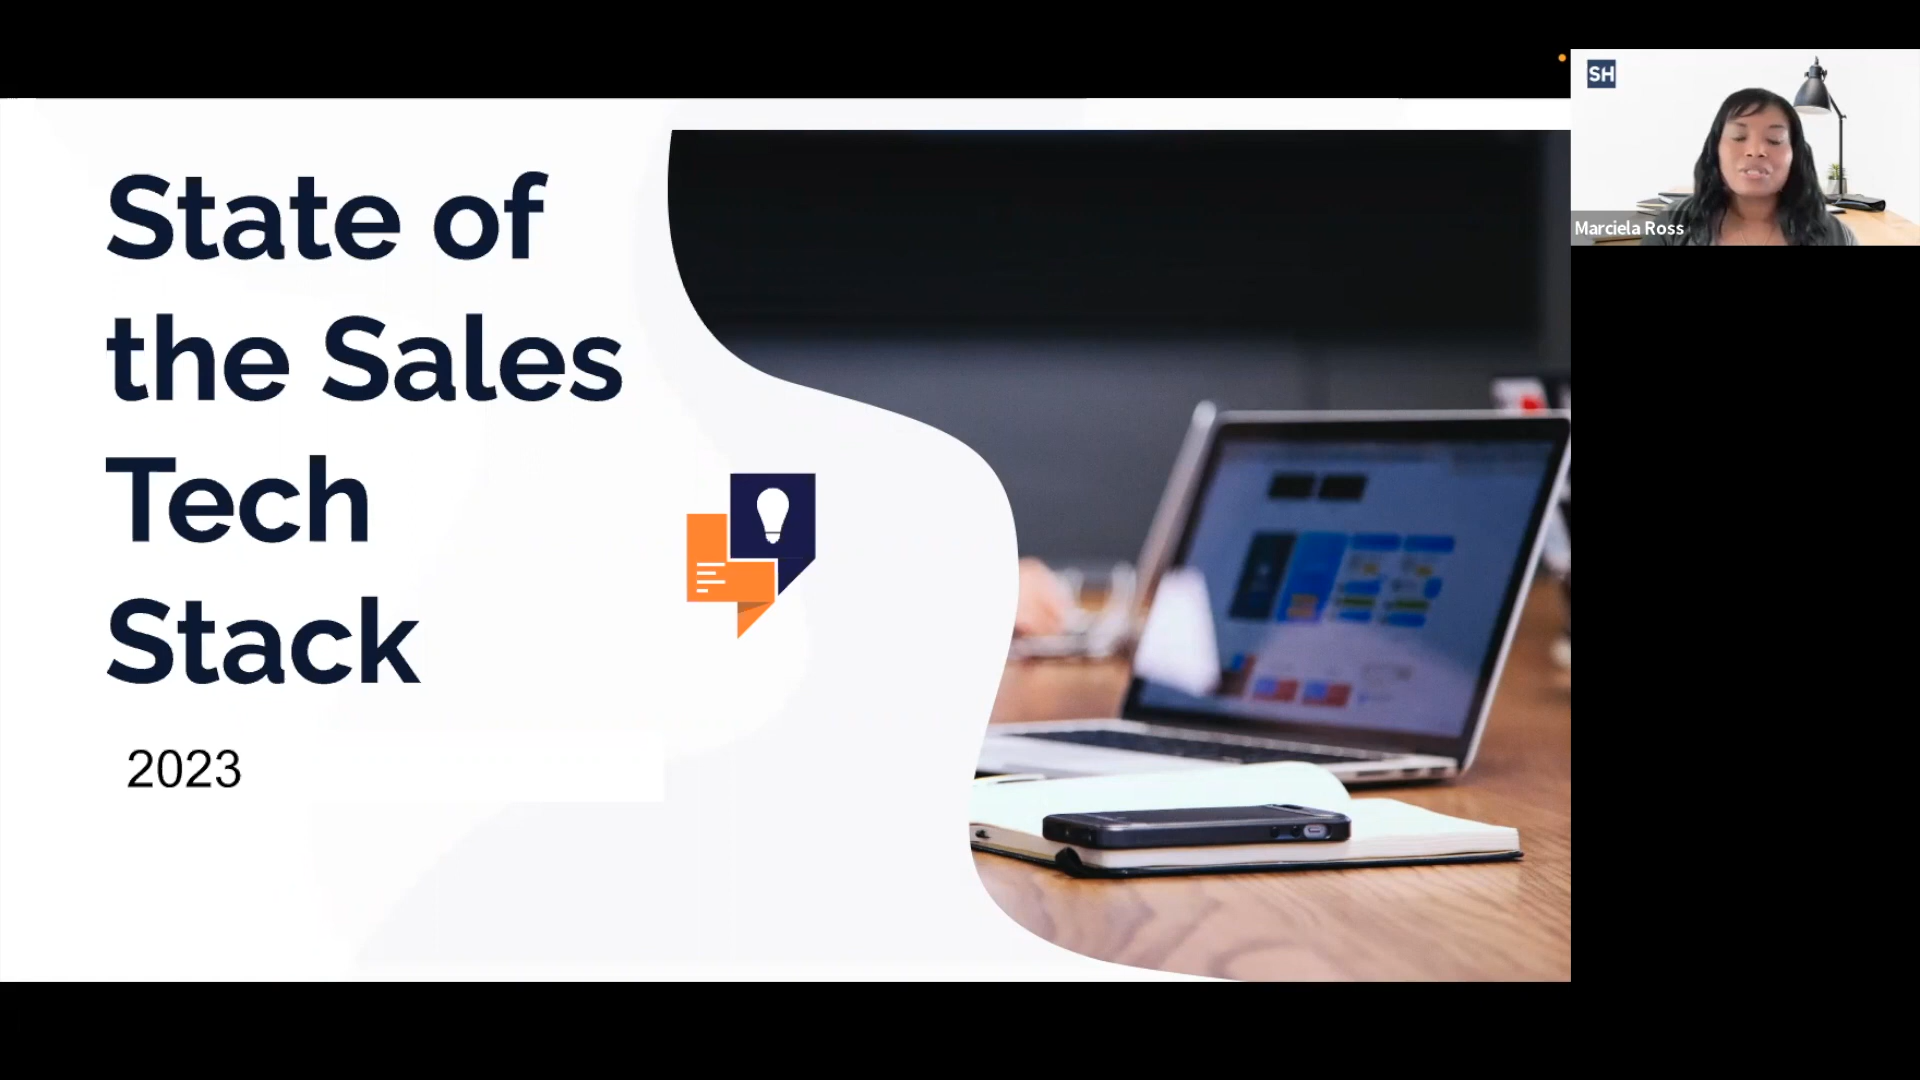 State of
the Sales
Tech
Stack
2023
SH
Marciela Ross